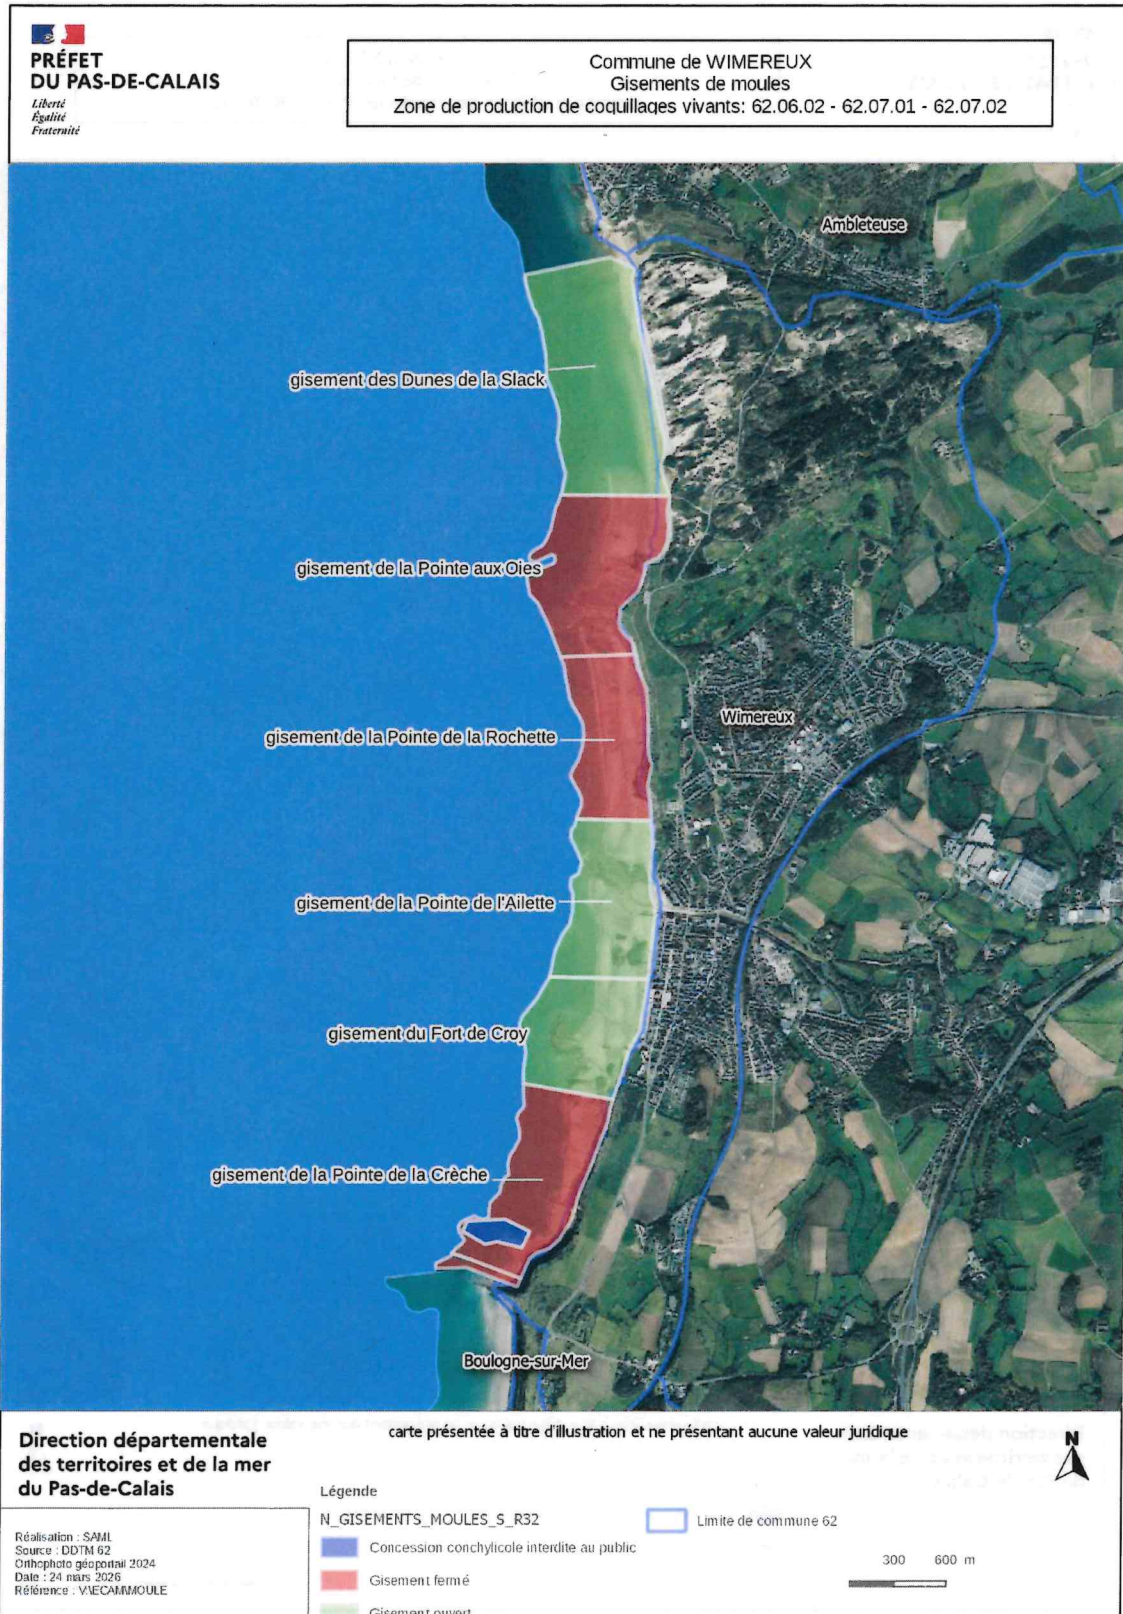 PRÉFET
DU PAS-DE-CALAIS
Liberté
Égalité
Fraternité
Commune de WIMEREUX
Gisements de moules
Zone de production de coquillages vivants: 62.06.02 - 62.07.01 - 62.07.02
Ambleteuse
gisement des Dunes de la Slack
gisement de la Pointe aux Oies
Wimereux
gisement de la Pointe de la Rochette
gisement de la Pointe de l'Ailette
gisement du Fort de Croy
gisement de la Pointe de la Crèche
Boulogne-sur-Mer
Direction départementale
des territoires et de la mer
du Pas-de-Calais
carte présentée à titre d'illustration et ne présentant aucune valeur juridique
N
Réalisation : SAML
Source : DDTM 62
Orthophoto géoportail 2024
Date : 24 mars 2026
Référence : V:\ECAM\MOULE
Légende
N_GISEMENTS_MOULES_S_R32
Concession conchylicole interdite au public
Gisement fermé
Gisement ouvert
Limite de commune 62
300 600 m